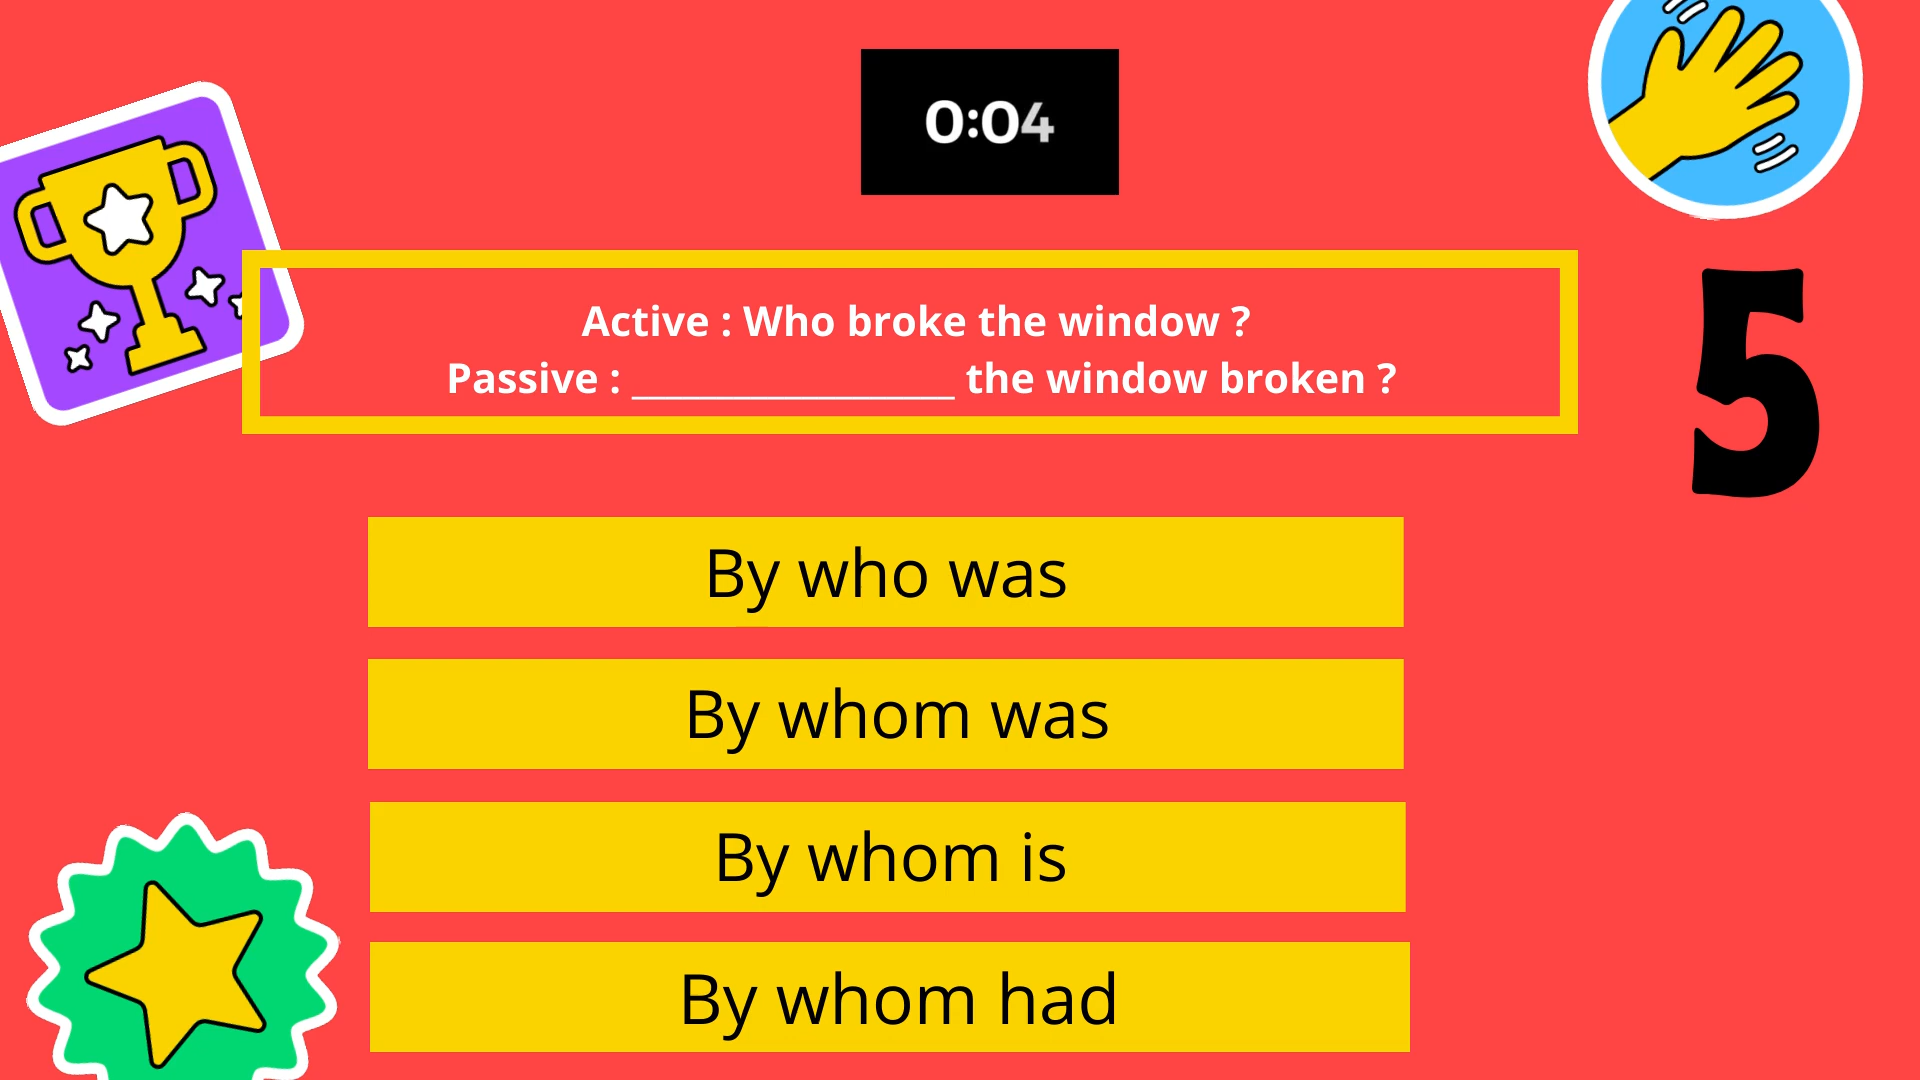 0:04
Active : Who broke the window ?
Passive : _________________ the window broken ?
5
By who was
By whom was
By whom is
By whom had